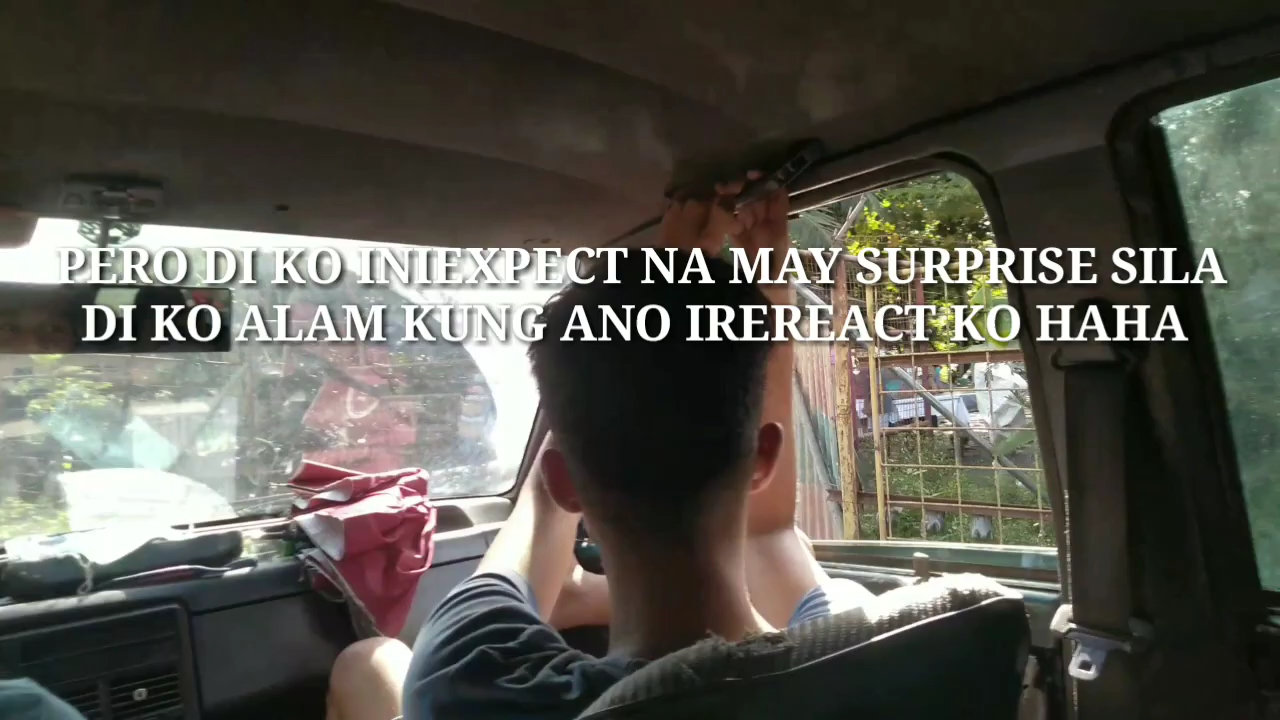 PERO DI KO INIEXPECT NA MAY SURPRISE SILA
DI KO ALAM KUNG ANO IREREACT KO HAHA